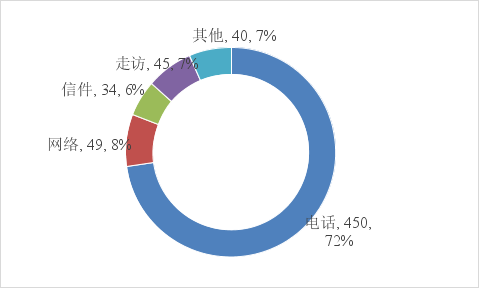 其他, 40, 7%
走访, 45, 7%
信件, 34, 6%
网络, 49, 8%
电话, 450,
72%